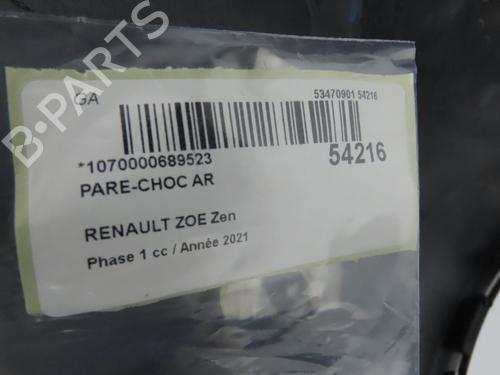 GA
53470901 54216
*1070000689523
54216
PARE-CHOC AR
RENAULT ZOE Zen
Phase 1 cc / Année 2021
B-PARTS